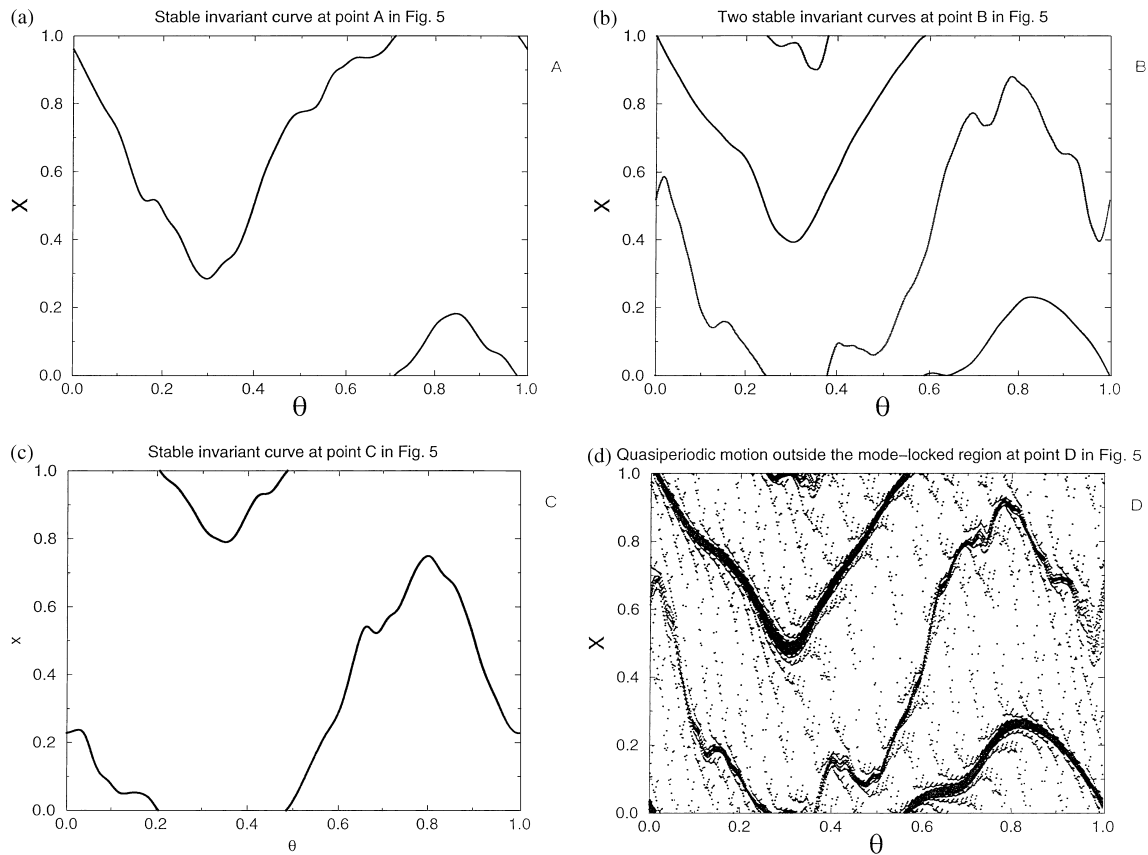 (a) Stable invariant curve at point A in Fig. 5
1.0
0.8
0.6
0.4
0.2
0.0
X
0.0 0.2 0.4 0.6 0.8 1.0
θ
A
(b) Two stable invariant curves at point B in Fig. 5
1.0
0.8
0.6
0.4
0.2
0.0
X
0.0 0.2 0.4 0.6 0.8 1.0
θ
B
(c) Stable invariant curve at point C in Fig. 5
1.0
0.8
0.6
0.4
0.2
0.0
x
0.0 0.2 0.4 0.6 0.8 1.0
θ
C
(d) Quasiperiodic motion outside the mode–locked region at point D in Fig. 5
1.0
0.8
0.6
0.4
0.2
0.0
X
0.0 0.2 0.4 0.6 0.8 1.0
θ
D